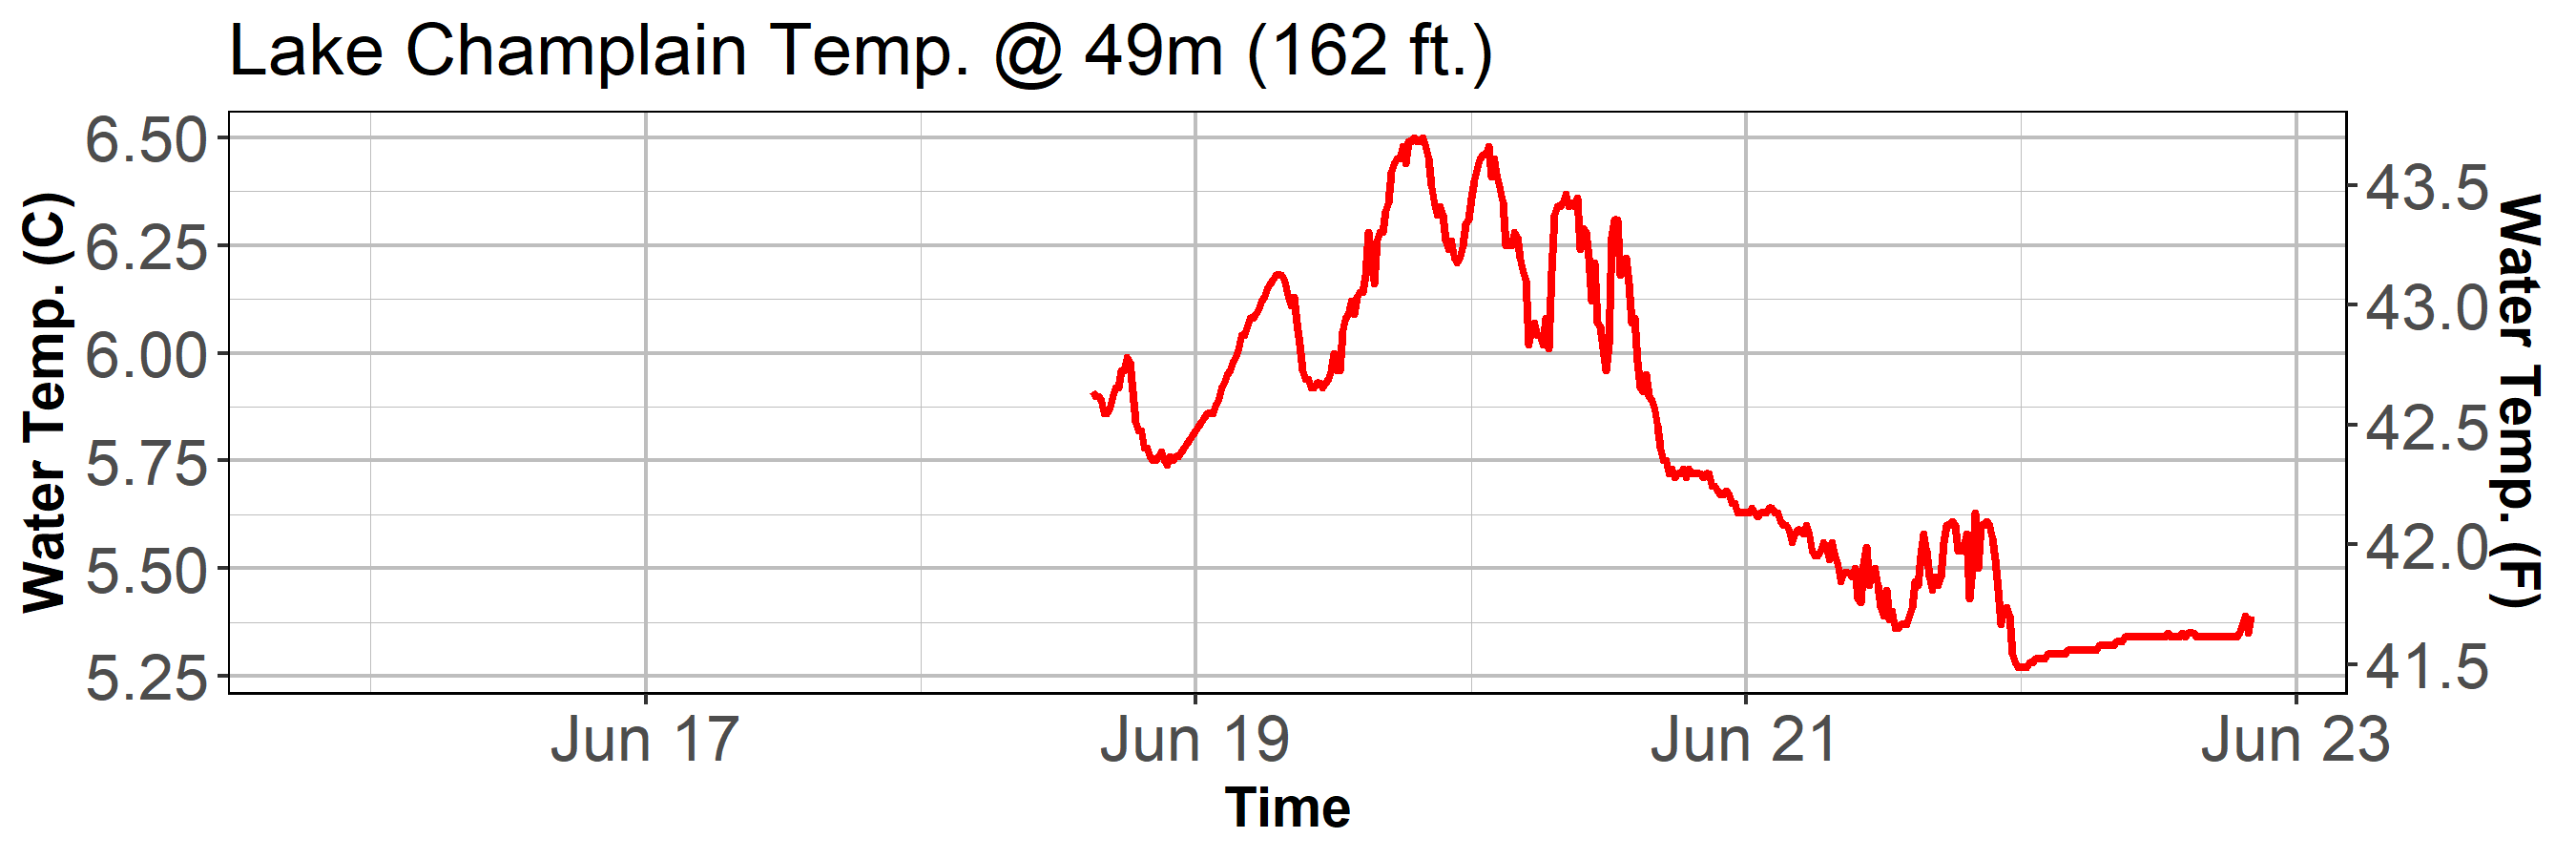 Lake Champlain Temp. @ 49m (162 ft.)
Water Temp. (C)
6.50
6.25
6.00
5.75
5.50
5.25
43.5
43.0
42.5
42.0
41.5
Water Temp. (F)
Jun 17 Jun 19 Jun 21 Jun 23
Time